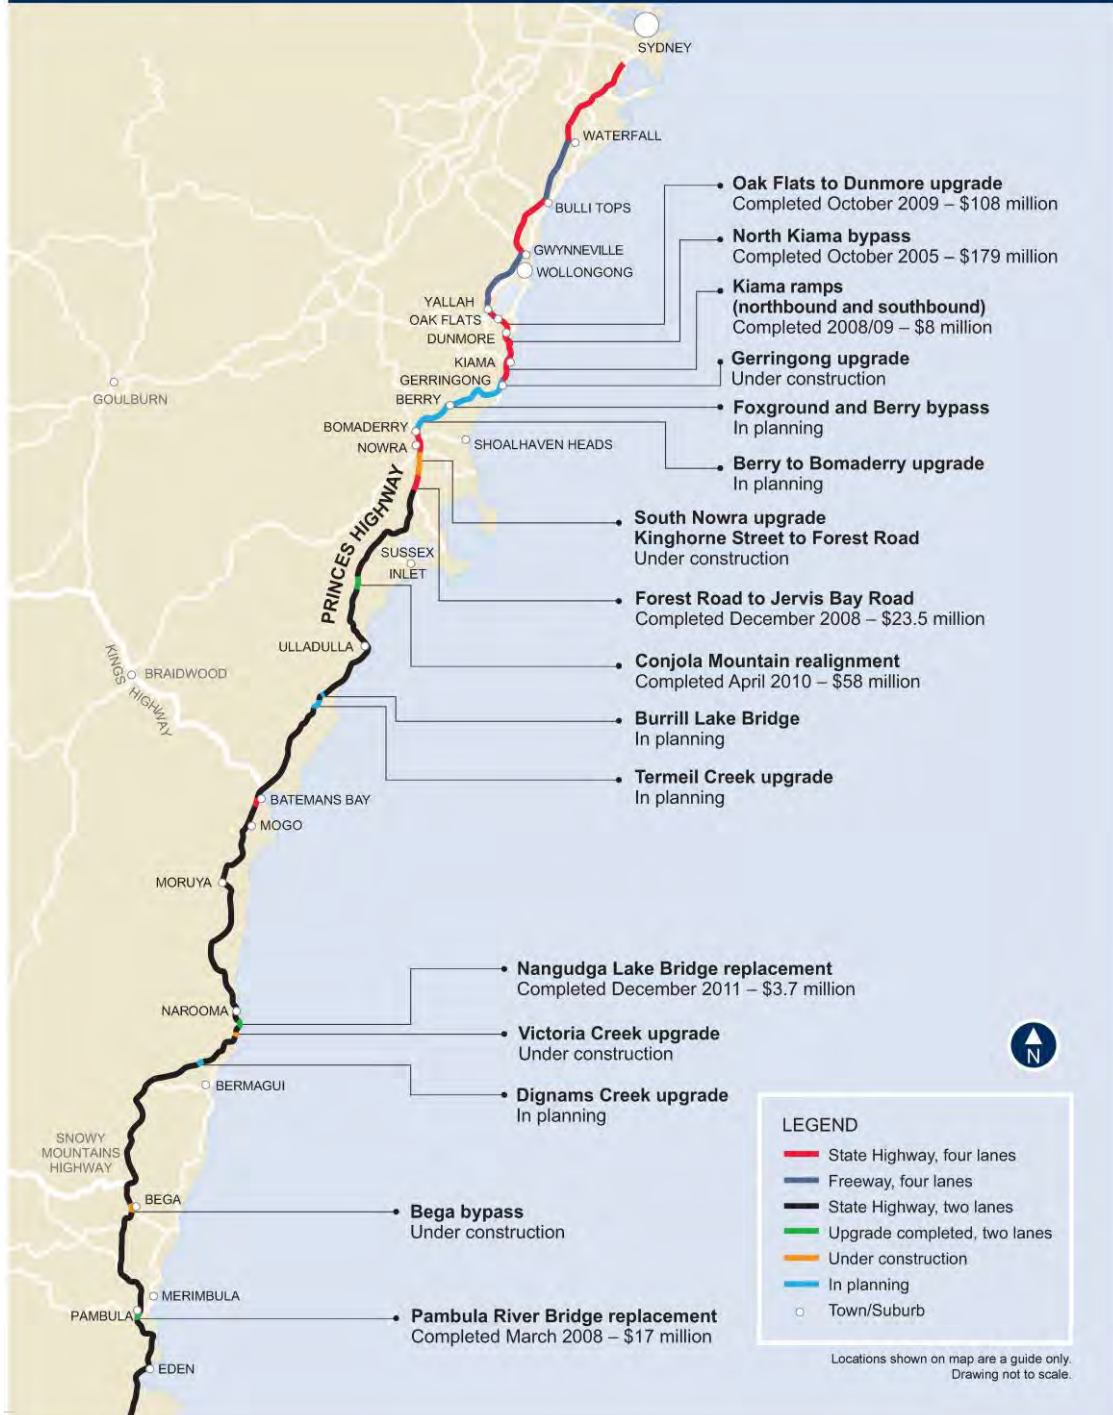 SYDNEY
WATERFALL
Oak Flats to Dunmore upgrade
Completed October 2009 – $108 million
BULLI TOPS
North Kiama bypass
Completed October 2005 – $179 million
GWYNNEVILLE
WOLLONGONG
Kiama ramps
(northbound and southbound)
Completed 2008/09 – $8 million
YALLAH
OAK FLATS
DUNMORE
KIAMA
Gerringong upgrade
Under construction
GERRINGONG
GOULBURN
BERRY
Foxground and Berry bypass
In planning
BOMADERRY
NOWRA
SHOALHAVEN HEADS
Berry to Bomaderry upgrade
In planning
PRINCES HIGHWAY
South Nowra upgrade
Kinghorne Street to Forest Road
Under construction
SUSSEX
INLET
Forest Road to Jervis Bay Road
Completed December 2008 – $23.5 million
ULLADULLA
Conjola Mountain realignment
Completed April 2010 – $58 million
KINGS HIGHWAY
BRAIDWOOD
Burrill Lake Bridge
In planning
Termeil Creek upgrade
In planning
BATEMANS BAY
MOGO
MORUYA
Nangudga Lake Bridge replacement
Completed December 2011 – $3.7 million
NAROOMA
Victoria Creek upgrade
Under construction
N
BERMAGUI
Dignams Creek upgrade
In planning
SNOWY
MOUNTAINS
HIGHWAY
BEGA
Bega bypass
Under construction
MERIMBULA
PAMBULA
Pambula River Bridge replacement
Completed March 2008 – $17 million
EDEN
LEGEND
State Highway, four lanes
Freeway, four lanes
State Highway, two lanes
Upgrade completed, two lanes
Under construction
In planning
Town/Suburb
Locations shown on map are a guide only.
Drawing not to scale.